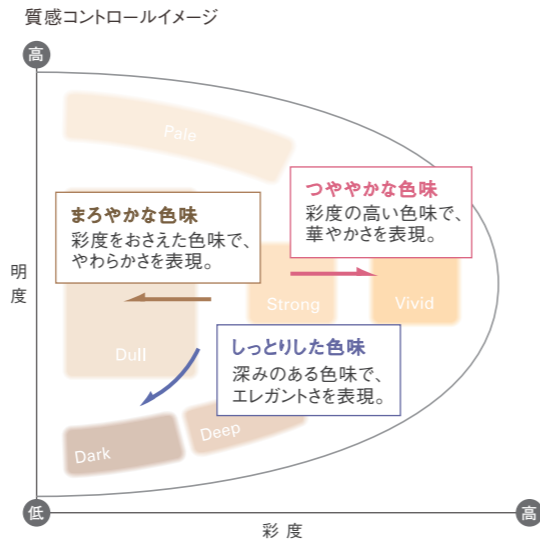 質感コントロールイメージ
高
Pale
つややかな色味
彩度の高い色味で、
華やかさを表現。
まろやかな色味
彩度をおさえた色味で、
やわらかさを表現。
明度
Strong
Vivid
Dull
しっとりした色味
深みのある色味で、
エレガントさを表現。
Deep
Dark
低
彩度
高